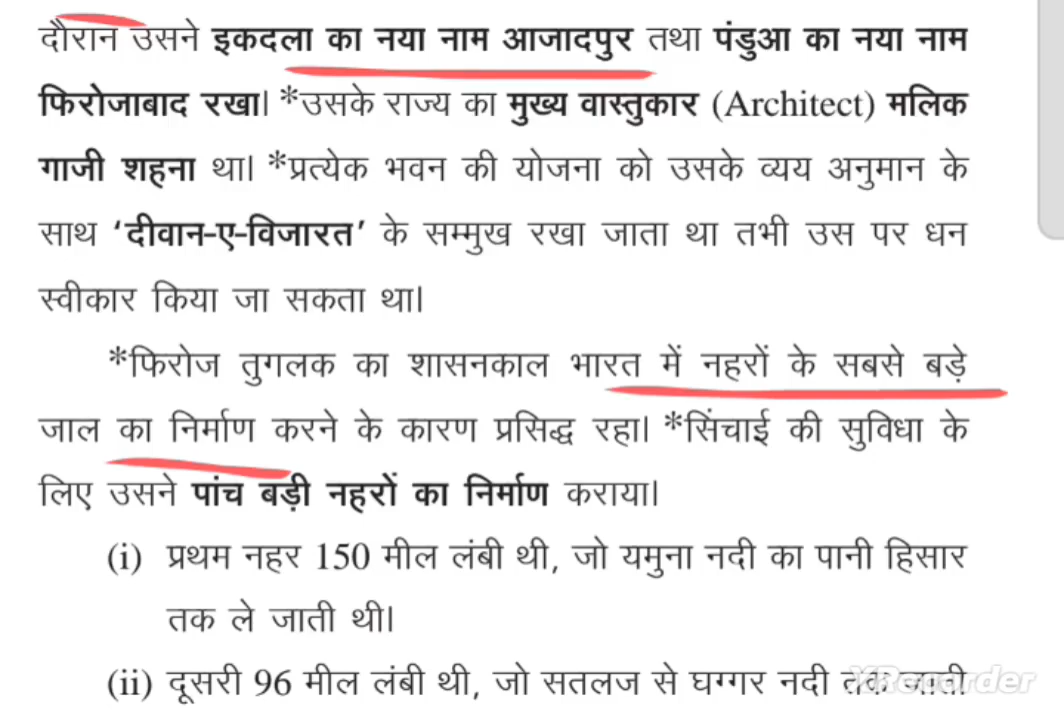 दौरान उसने इकदला का नया नाम आजादपुर तथा पंडुआ का नया नाम
फिरोजाबाद रखा। *उसके राज्य का मुख्य वास्तुकार (Architect) मलिक
गाजी शहना था। *प्रत्येक भवन की योजना को उसके व्यय अनुमान के
साथ ‘दीवान-ए-विजारत’ के सम्मुख रखा जाता था तभी उस पर धन
स्वीकार किया जा सकता था।
*फिरोज तुगलक का शासनकाल भारत में नहरों के सबसे बड़े
जाल का निर्माण करने के कारण प्रसिद्ध रहा। *सिंचाई की सुविधा के
लिए उसने पांच बड़ी नहरों का निर्माण कराया।
(i) प्रथम नहर 150 मील लंबी थी, जो यमुना नदी का पानी हिसार
तक ले जाती थी।
(ii) दूसरी 96 मील लंबी थी, जो सतलज से घग्गर नदी तक जाती
XRecorder